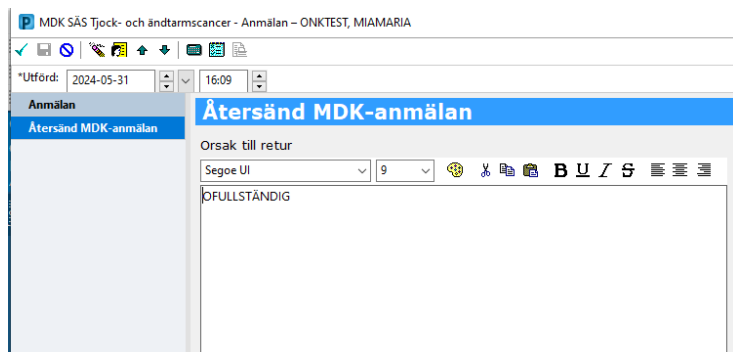 MDK SÄS Tjock- och ändtarmscancer - Anmälan – ONKTEST, MIAMARIA
*Utförd: 2024-05-31 16:09
Anmälan
Återsänd MDK-anmälan
Återsänd MDK-anmälan
Orsak till retur
Segoe UI 9 B U I S
OFULLSTÄNDIG